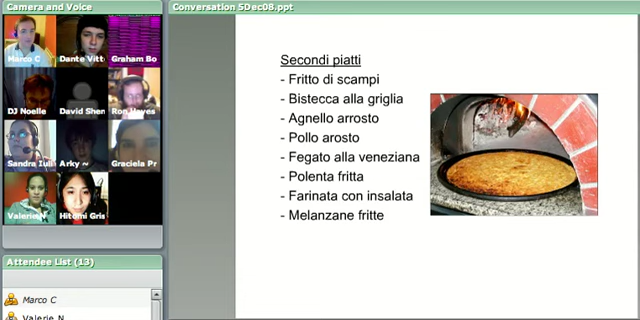 Camera and Voice
Conversation 5Dec08.ppt
Marco C
Dante Vitt
Graham Bo
DJ Noelle
David Shen
Ron Hayes
Sandra Iuli
Arky ~
Graciela Pr
Valerie N
Hitomi Gris
Attendee List (13)
Marco C
Valerie N
Secondi piatti
- Fritto di scampi
- Bistecca alla griglia
- Agnello arrosto
- Pollo arosto
- Fegato alla veneziana
- Polenta fritta
- Farinata con insalata
- Melanzane fritte